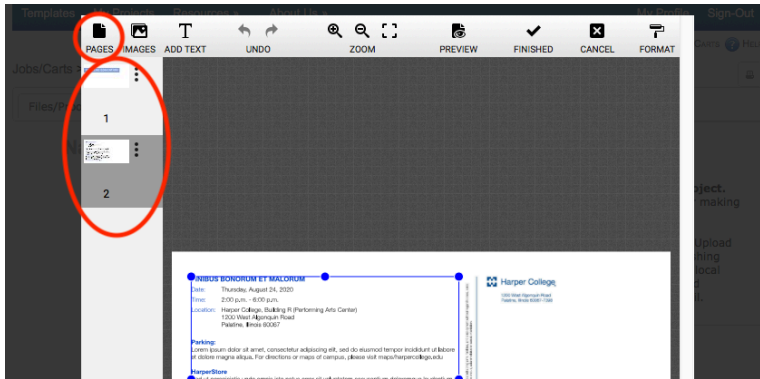 Templates My Projects Resources About Us My Profile Sign-Out
PAGES IMAGES ADD TEXT UNDO ZOOM PREVIEW FINISHED CANCEL FORMAT
Jobs/Carts
1
2
oject.
making
Upload
local
INIBUS BONORUM ET MALORUM
Date: Thursday, August 24, 2020
Time: 2:00 p.m. - 6:00 p.m.
Location: Harper College, Building R (Performing Arts Center)
1200 West Algonquin Road
Palatine, Illinois 60067
Harper College
1200 West Algonquin Road
Palatine, Illinois 60067-7398
Parking:
Lorem ipsum dolor sit amet, consectetur adipiscing elit, sed do eiusmod tempor incididunt ut labore
et dolore magna aliqua. For directions or maps of campus, please visit maps/harpercollege.edu
HarperStore